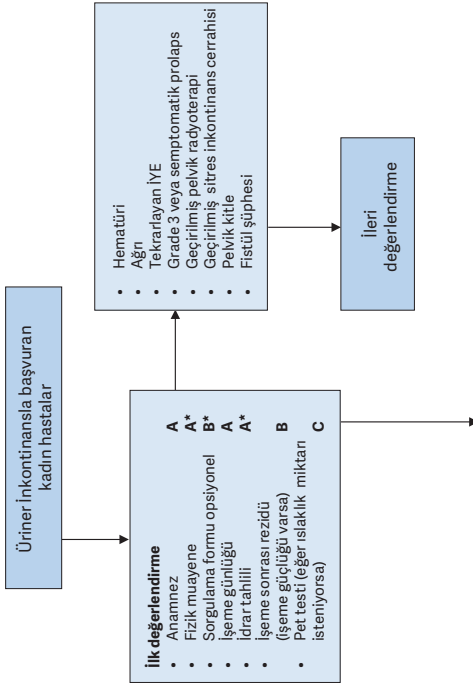 Üriner İnkontinansla başvuran
kadın hastalar
İlk değerlendirme
• Anamnez A
• Fizik muayene A*
• Sorgulama formu opsiyonel B*
• İşeme günlüğü A
• İdrar tahlili A*
• İşeme sonrası rezidü
(işeme güçlüğü varsa) B
• Pet testi (eğer ıslaklık miktarı
isteniyorsa) C
• Hematüri
• Ağrı
• Tekrarlayan İYE
• Grade 3 veya semptomatik prolaps
• Geçirilmiş pelvik radyoterapi
• Geçirilmiş sitres inkontinans cerrahisi
• Pelvik kitle
• Fistül şüphesi
İleri
değerlendirme